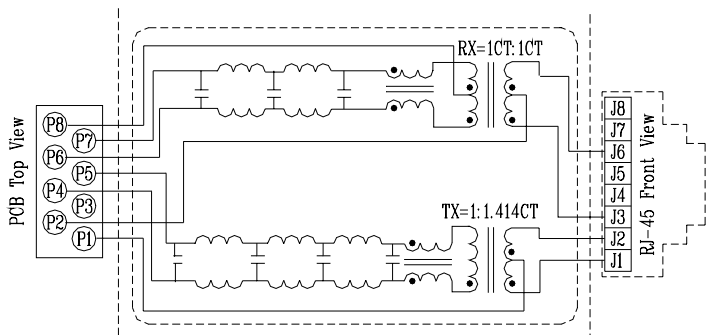 RX=1CT:1CT
PCB Top View
P8
P7
P6
P5
P4
P3
P2
P1
TX=1:1.414CT
J8
J7
J6
J5
J4
J3
J2
J1
RJ-45 Front View